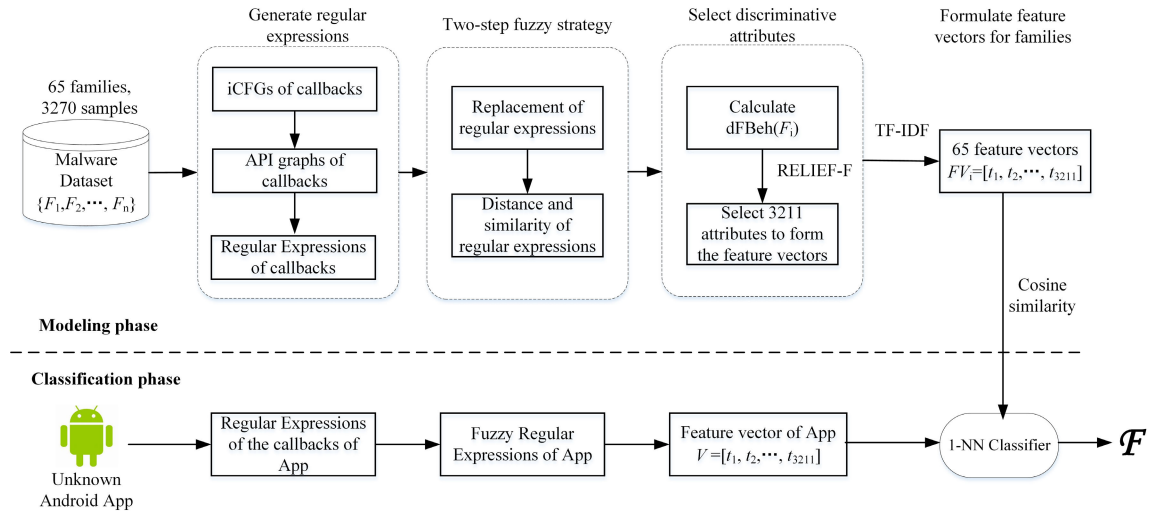 Generate regular
expressions
Two-step fuzzy strategy
Select discriminative
attributes
Formulate feature
vectors for families
65 families,
3270 samples
Malware
Dataset
{F1,F2,···, Fn}
iCFGs of callbacks
API graphs of
callbacks
Regular Expressions
of callbacks
Replacement of
regular expressions
Distance and
similarity of
regular expressions
Calculate
dFBeh(Fi)
RELIEF-F
Select 3211
attributes to form
the feature vectors
TF-IDF
65 feature vectors
FVi=[t1, t2,···, t3211]
Cosine
similarity
Modeling phase
Classification phase
Unknown
Android App
Regular Expressions
of the callbacks of
App
Fuzzy Regular
Expressions of App
Feature vector of App
V=[t1, t2,···, t3211]
1-NN Classifier
F